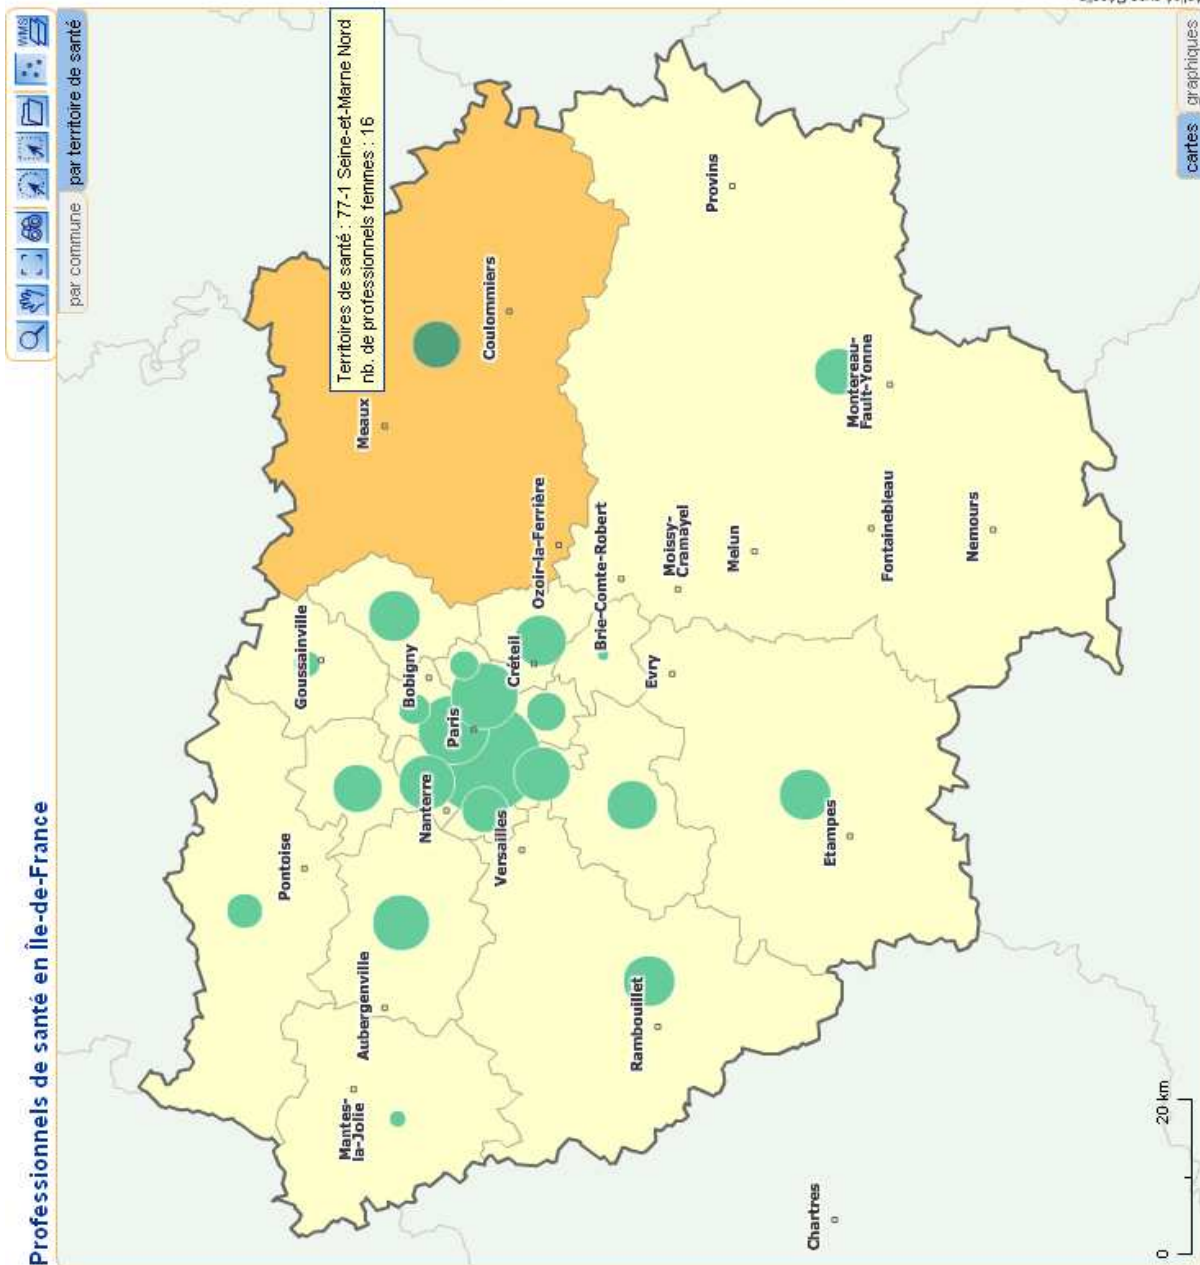 Professionnels de santé en Île-de-France
WMS
par commune
par territoire de santé
Territoires de santé : 77-1 Seine-et-Marne Nord
nb. de professionnels femmes : 16
Goussainville
Meaux
Pontoise
Mantes-
la-Jolie
Aubergenville
Bobigny
Nanterre
Paris
Coulommiers
Versailles
Créteil
Ozoir-la-Ferrière
Brie-Comte-Robert
Rambouillet
Evry
Moissy-
Cramayel
Provins
Melun
Etampes
Montereau-
Fault-Yonne
Fontainebleau
Nemours
Chartres
0
20 km
cartes
graphiques